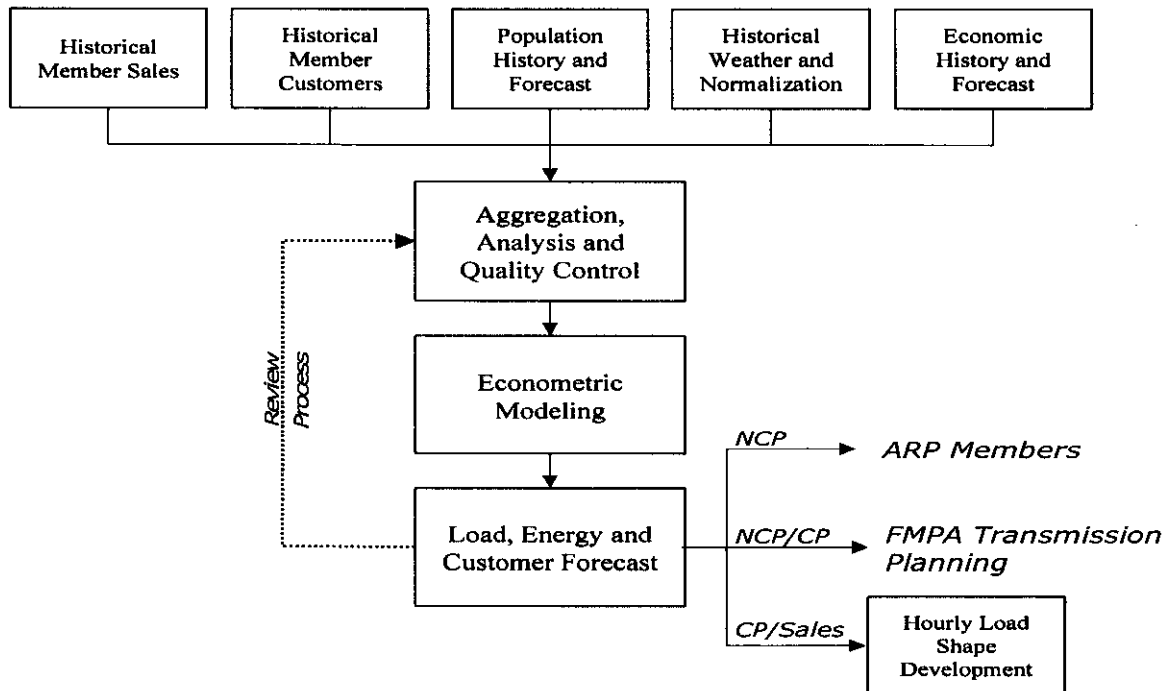 Historical
Member Sales
Historical
Member
Customers
Population
History and
Forecast
Historical
Weather and
Normalization
Economic
History and
Forecast
Aggregation,
Analysis and
Quality Control
Review
Process
Econometric
Modeling
Load, Energy and
Customer Forecast
NCP
ARP Members
NCP/CP
FMPA Transmission
Planning
CP/Sales
Hourly Load
Shape
Development